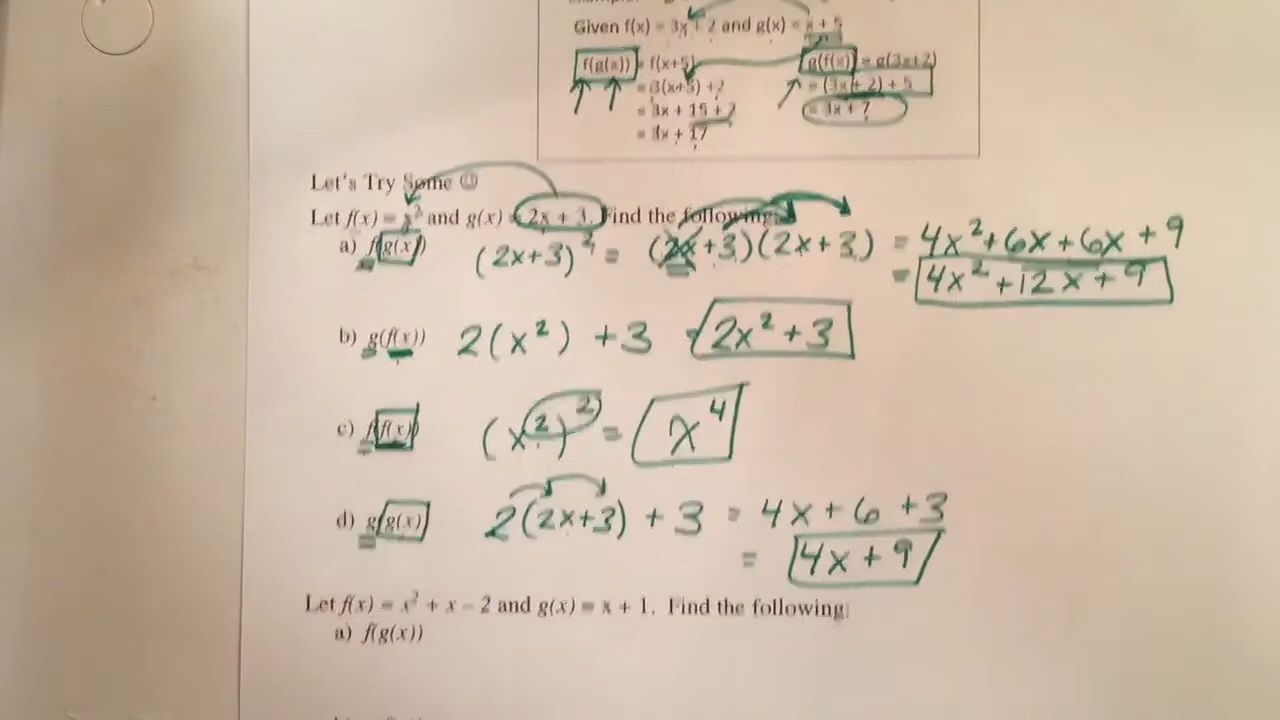 Given f(x) = 3x + 2 and g(x) = x + 5
f(g(x)) = f(x+5)
= 3(x+5) +2
= 3x + 15 + 2
= 3x + 17
g(f(x)) = g(3x+2)
= (3x + 2) + 5
= 3x + 7
Let's Try Some ☺
Let f(x) = x² and g(x) = 2x + 3. Find the following:
a) f(g(x)) (2x+3)² = (2x+3)(2x+3) = 4x²+6x+6x+9
= 4x²+12x+9
b) g(f(x)) 2(x²) +3 = 2x²+3
c) f(f(x)) (x²)² = x⁴
d) g(g(x)) 2(2x+3) + 3 = 4x+6+3
= 4x+9
Let f(x) = x² + x - 2 and g(x) = x + 1. Find the following:
a) f(g(x))